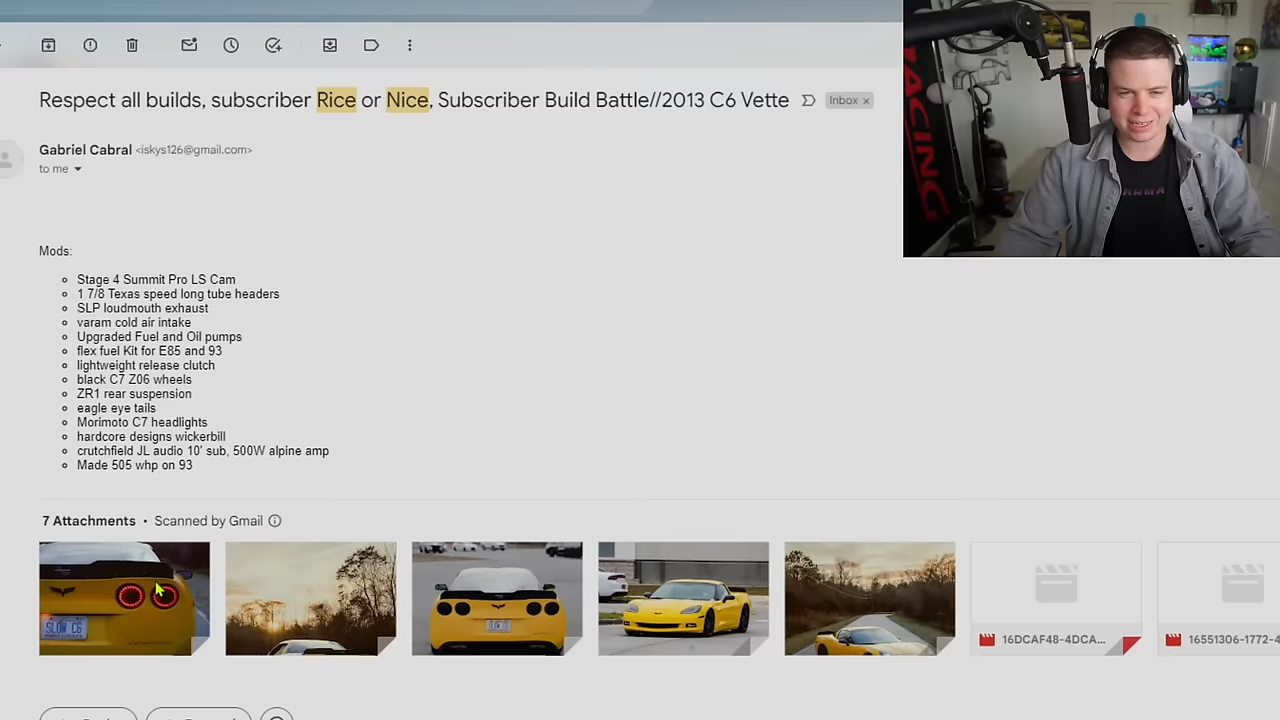 Respect all builds, subscriber Rice or Nice, Subscriber Build Battle//2013 C6 Vette
Inbox ×
Gabriel Cabral <iskys126@gmail.com>
to me
Mods:
Stage 4 Summit Pro LS Cam
1 7/8 Texas speed long tube headers
SLP loudmouth exhaust
varam cold air intake
Upgraded Fuel and Oil pumps
flex fuel Kit for E85 and 93
lightweight release clutch
black C7 Z06 wheels
ZR1 rear suspension
eagle eye tails
Morimoto C7 headlights
hardcore designs wickerbill
crutchfield JL audio 10' sub, 500W alpine amp
Made 505 whp on 93
7 Attachments • Scanned by Gmail
SLOW C6
16DCAF48-4DCA...
16551306-1772-4
RACING